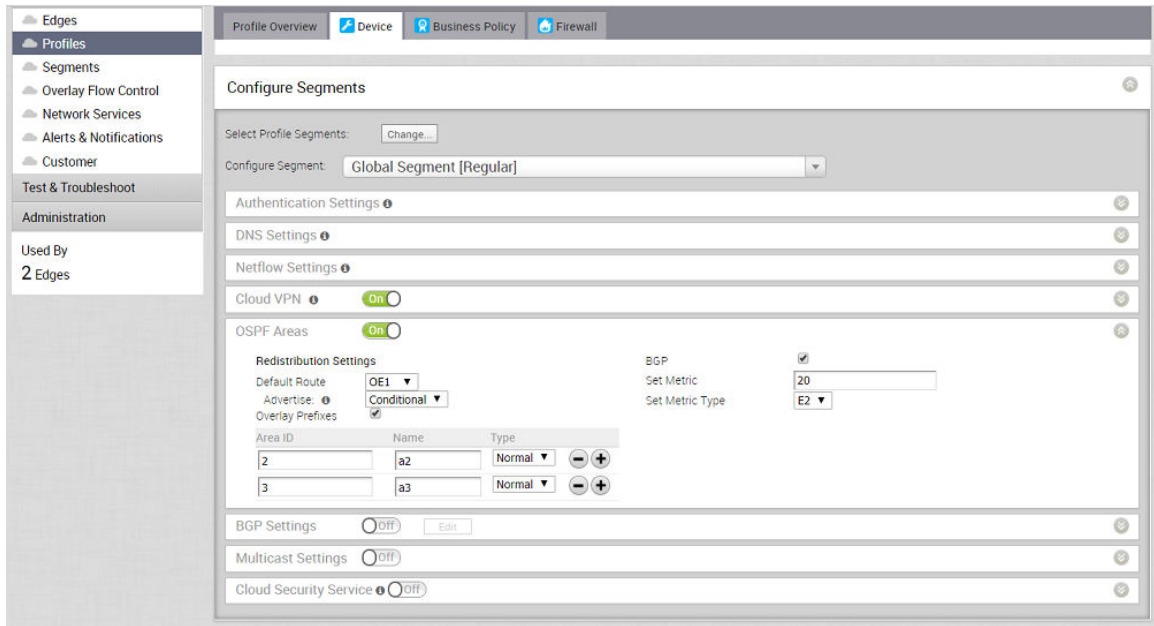 Edges
Profiles
Segments
Overlay Flow Control
Network Services
Alerts & Notifications
Customer
Test & Troubleshoot
Administration
Used By
2 Edges
Profile Overview Device Business Policy Firewall
Configure Segments
Select Profile Segments: Change...
Configure Segment: Global Segment [Regular]
Authentication Settings
DNS Settings
Netflow Settings
Cloud VPN On
OSPF Areas On
Redistribution Settings
Default Route OE1
Advertise: Conditional
Overlay Prefixes
BGP
Set Metric 20
Set Metric Type E2
Area ID Name Type
2 a2 Normal
3 a3 Normal
BGP Settings Off Edit
Multicast Settings Off
Cloud Security Service Off